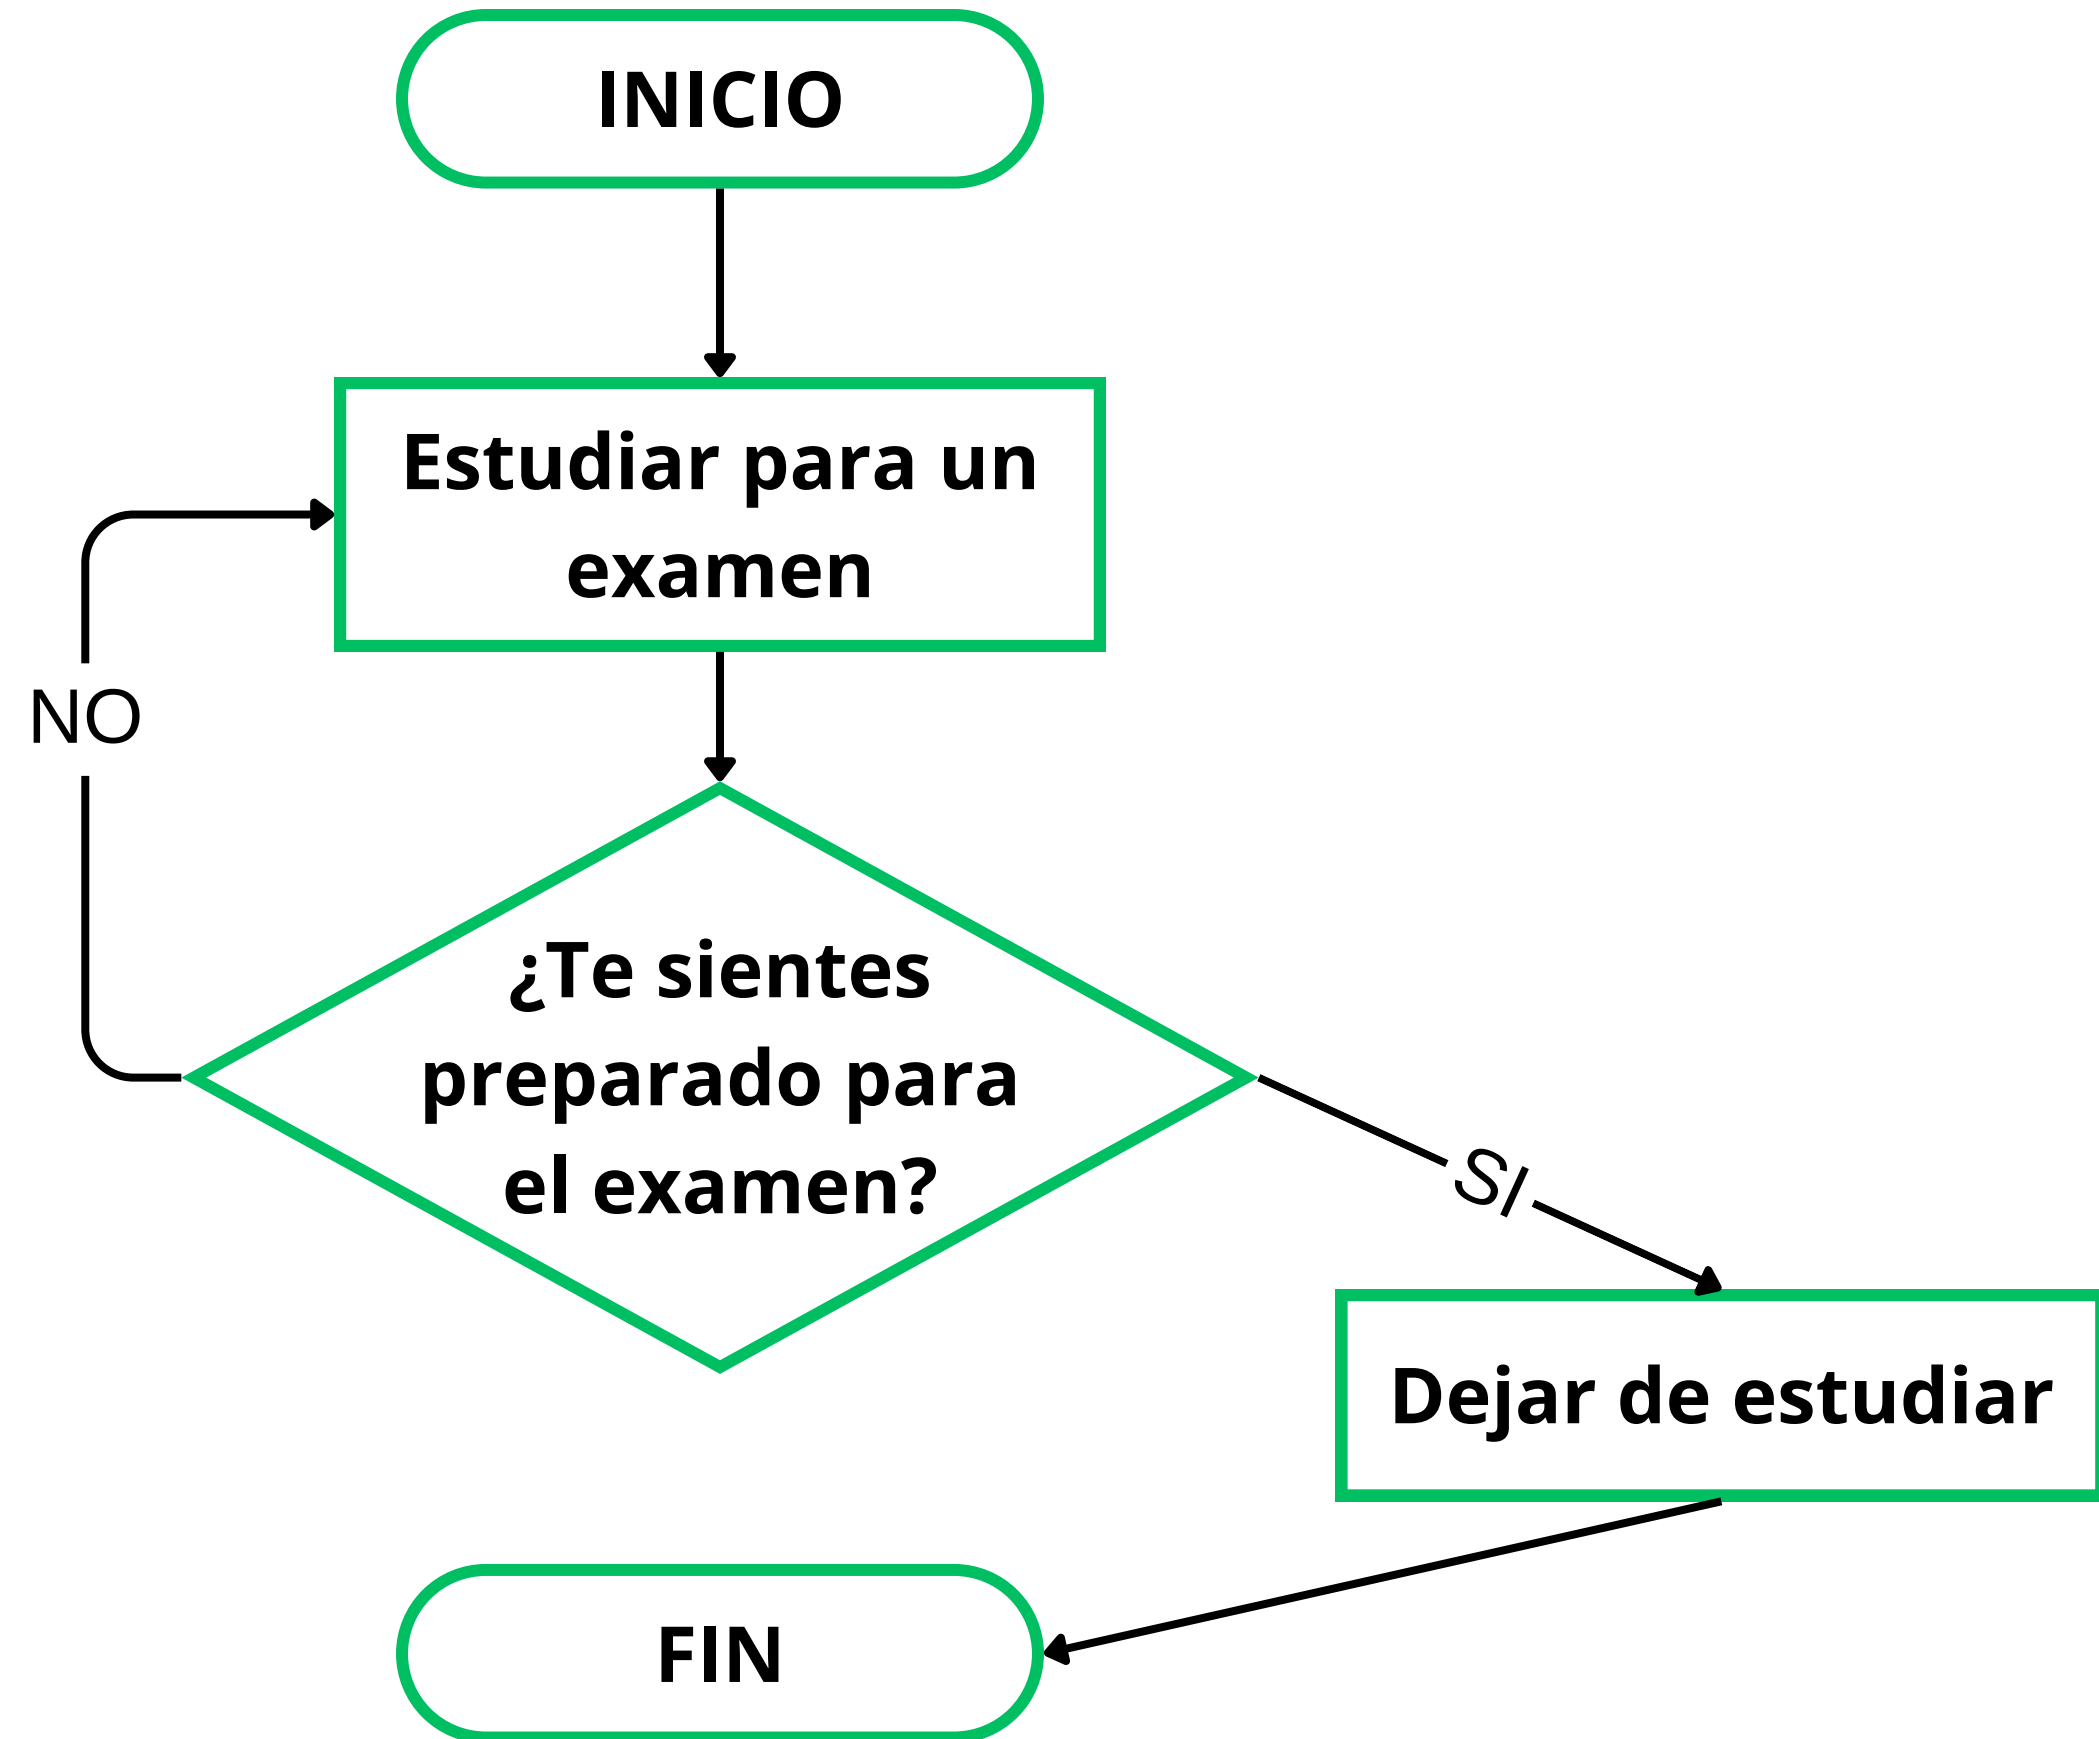 INICIO
Estudiar para un
examen
NO
¿Te sientes
preparado para
el examen?
SI
Dejar de estudiar
FIN